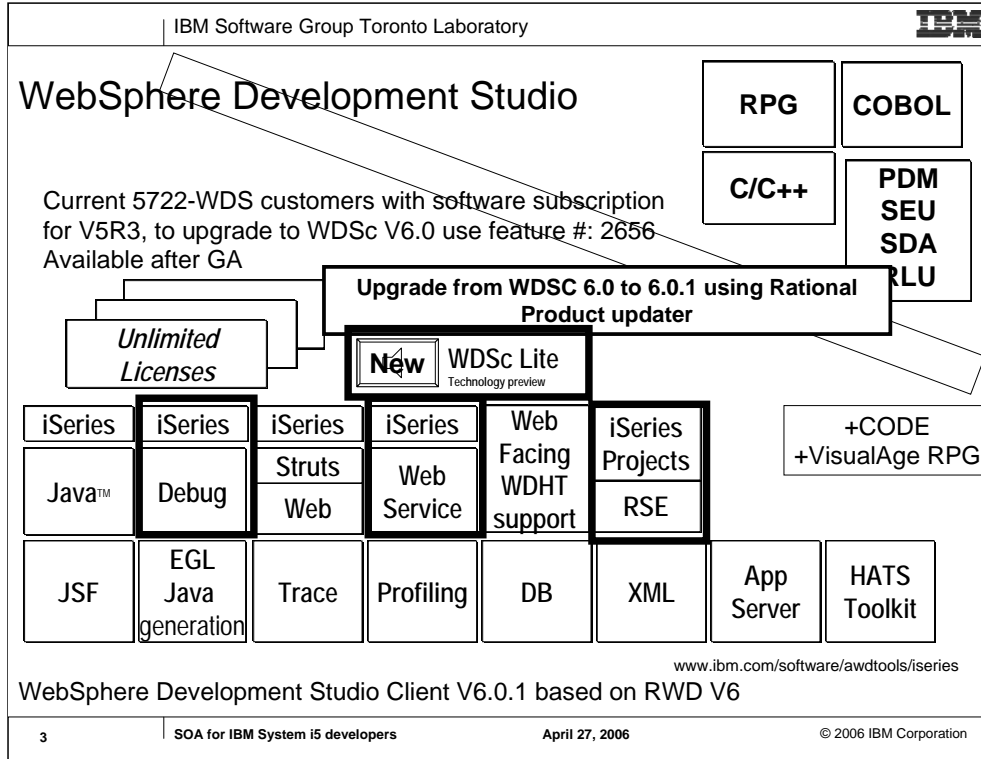 IBM Software Group Toronto Laboratory
IBM
WebSphere Development Studio
RPG
COBOL
C/C++
PDM
SEU
SDA
RLU
Current 5722-WDS customers with software subscription
for V5R3, to upgrade to WDSc V6.0 use feature #: 2656
Available after GA
Upgrade from WDSC 6.0 to 6.0.1 using Rational
Product updater
Unlimited
Licenses
New
WDSc Lite
Technology preview
iSeries
Java™
iSeries
Debug
iSeries
Struts
Web
iSeries
Web
Service
Web
Facing
WDHT
support
iSeries
Projects
RSE
+CODE
+VisualAge RPG
JSF
EGL
Java
generation
Trace
Profiling
DB
XML
App
Server
HATS
Toolkit
www.ibm.com/software/awdtools/iseries
WebSphere Development Studio Client V6.0.1 based on RWD V6
3
SOA for IBM System i5 developers
April 27, 2006
© 2006 IBM Corporation